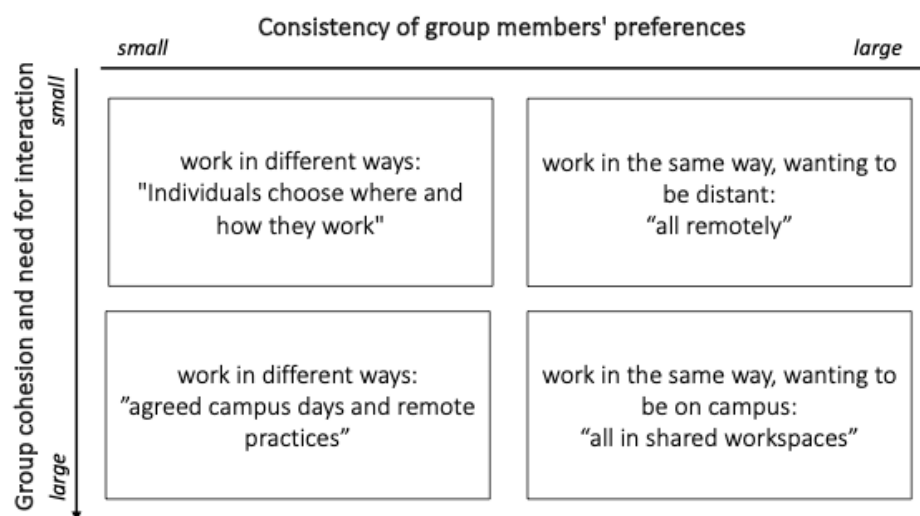 Consistency of group members' preferences
small
large
Group cohesion and need for interaction
small
large
work in different ways:
"Individuals choose where and
how they work"
work in the same way, wanting to
be distant:
“all remotely”
work in different ways:
”agreed campus days and remote
practices”
work in the same way, wanting to
be on campus:
“all in shared workspaces”